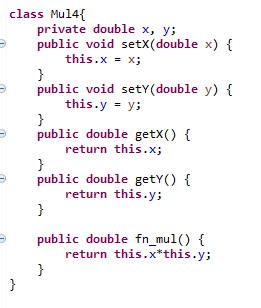 class Mul4{
    private double x, y;
    public void setX(double x) {
        this.x = x;
    }
    public void setY(double y) {
        this.y = y;
    }
    public double getX() {
        return this.x;
    }
    public double getY() {
        return this.y;
    }

    public double fn_mul() {
        return this.x*this.y;
    }
}